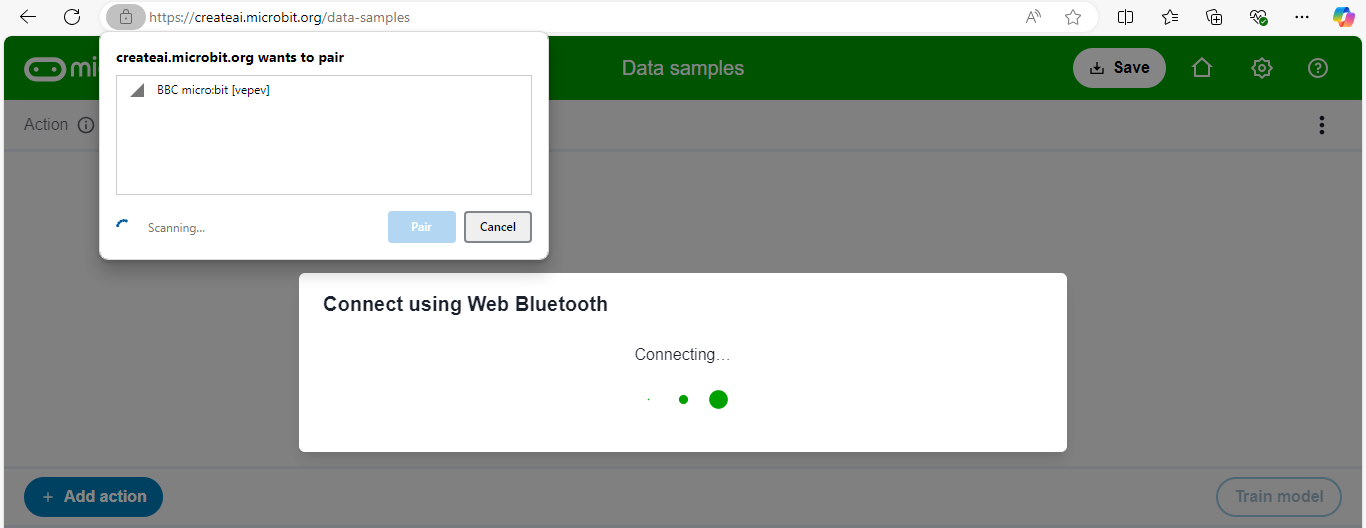 https://createai.microbit.org/data-samples
createai.microbit.org wants to pair
BBC micro:bit [vepev]
Scanning...
Pair
Cancel
Data samples
Save
Action
Connect using Web Bluetooth
Connecting…
+ Add action
Train model